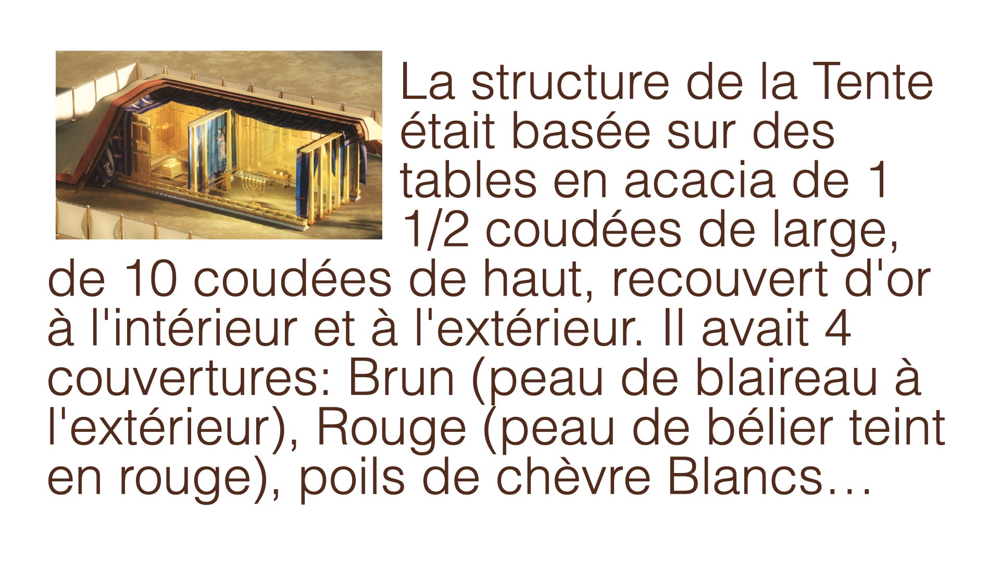 La structure de la Tente
était basée sur des
tables en acacia de 1
1/2 coudées de large,
de 10 coudées de haut, recouvert d'or
à l'intérieur et à l'extérieur. Il avait 4
couvertures: Brun (peau de blaireau à
l'extérieur), Rouge (peau de bélier teint
en rouge), poils de chèvre Blancs…